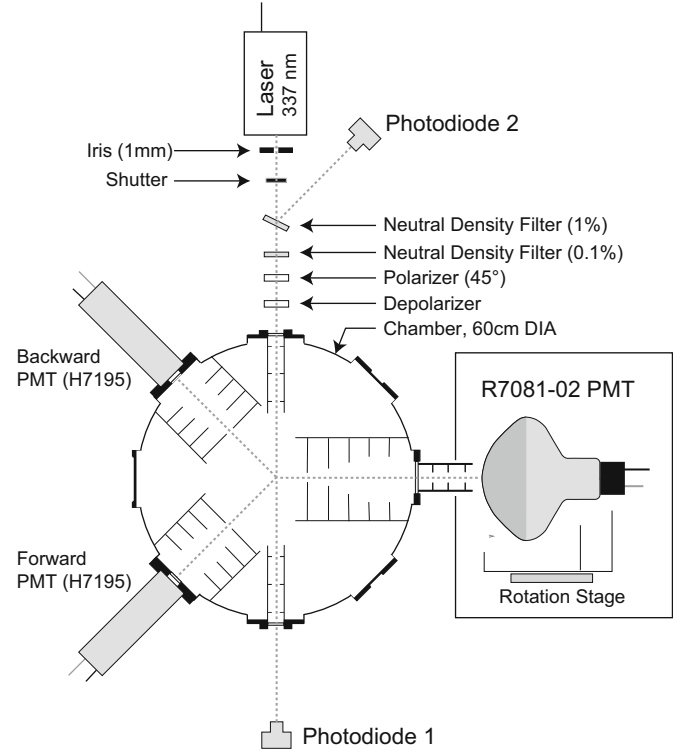 Laser
337 nm
Photodiode 2
Iris (1mm)
Shutter
Neutral Density Filter (1%)
Neutral Density Filter (0.1%)
Polarizer (45°)
Depolarizer
Chamber, 60cm DIA
Backward
PMT (H7195)
R7081-02 PMT
Forward
PMT (H7195)
Rotation Stage
Photodiode 1